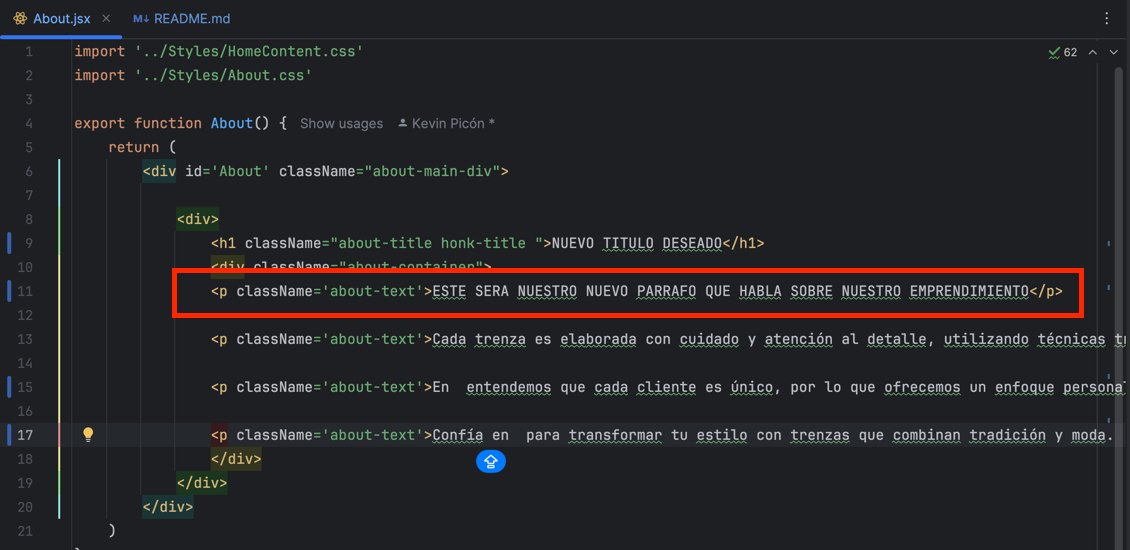 About.jsx × M↓ README.md
62
1 import '../Styles/HomeContent.css'
2 import '../Styles/About.css'
3
4 export function About() { Show usages Kevin Picón *
5 return (
6 <div id='About' className="about-main-div">
7
8 <div>
9 <h1 className="about-title honk-title ">NUEVO TITULO DESEADO</h1>
10 <div className="about-container">
11 <p className='about-text'>ESTE SERA NUESTRO NUEVO PARRAFO QUE HABLA SOBRE NUESTRO EMPRENDIMIENTO</p>
12
13 <p className='about-text'>Cada trenza es elaborada con cuidado y atención al detalle, utilizando técnicas
14
15 <p className='about-text'>En  entendemos que cada cliente es único, por lo que ofrecemos un enfoque
16
17 <p className='about-text'>Confía en  para transformar tu estilo con trenzas que combinan tradición y moda.
18 </div>
19 </div>
20 </div>
21 )